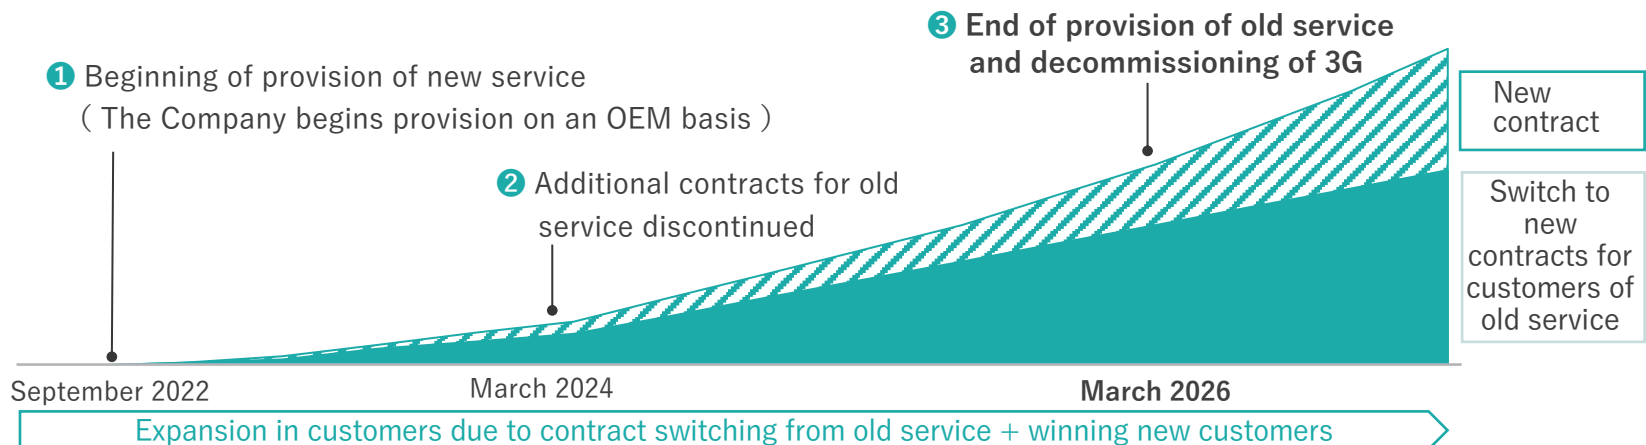 ❸ End of provision of old service
and decommissioning of 3G
❶ Beginning of provision of new service
( The Company begins provision on an OEM basis )
❷ Additional contracts for old
service discontinued
New
contract
Switch to
new
contracts for
customers of
old service
September 2022
March 2024
March 2026
Expansion in customers due to contract switching from old service + winning new customers